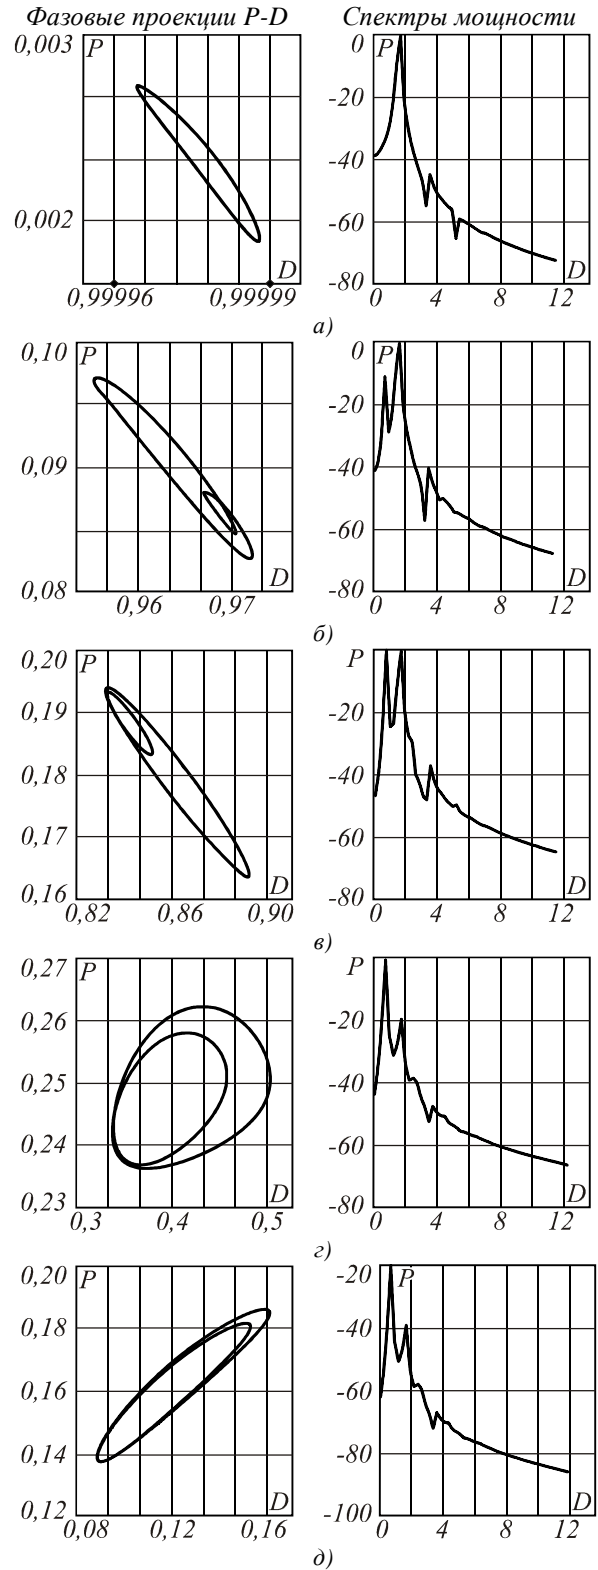 Фазовые проекции P-D Спектры мощности
0,003 P 0 P
-20
-40
0,002 -60
D -80 D
0,99996 0,99999 0 4 8 12
а)
0,10 P 0 P
-20
0,09 -40
-60
0,08 D -80 D
0,96 0,97 0 4 8 12
б)
0,20 P P
0,19 -20
0,18 -40
0,17 -60
0,16 D -80 D
0,82 0,86 0,90 0 4 8 12
в)
0,27 P P
0,26 -20
0,25 -40
0,24 -60
0,23 D -80 D
0,3 0,4 0,5 0 4 8 12
г)
0,20 P -20 P
0,18 -40
0,16 -60
0,14 -80
0,12 D -100 D
0,08 0,12 0,16 0 4 8 12
д)